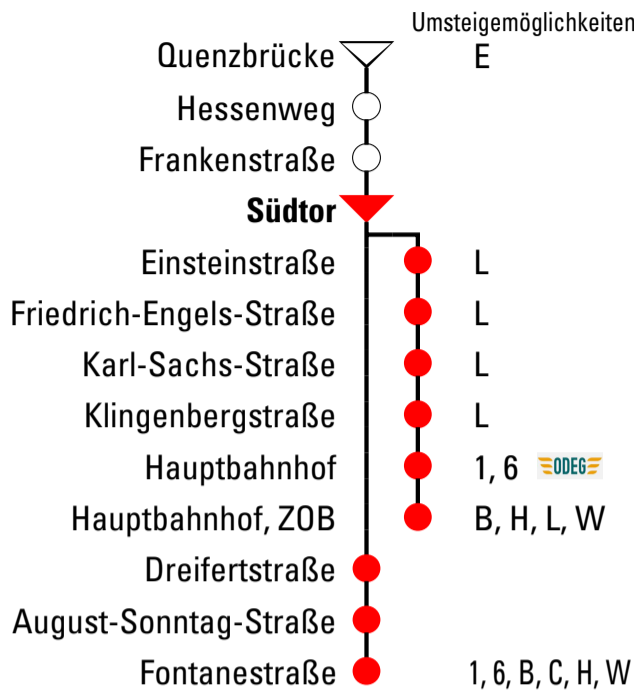 Umsteigemöglichkeiten
Quenzbrücke E
Hessenweg
Frankenstraße
Südtor
Einsteinstraße L
Friedrich-Engels-Straße L
Karl-Sachs-Straße L
Klingenbergstraße L
Hauptbahnhof 1, 6 ODEG
Hauptbahnhof, ZOB B, H, L, W
Dreifertstraße
August-Sonntag-Straße
Fontanestraße 1, 6, B, C, H, W